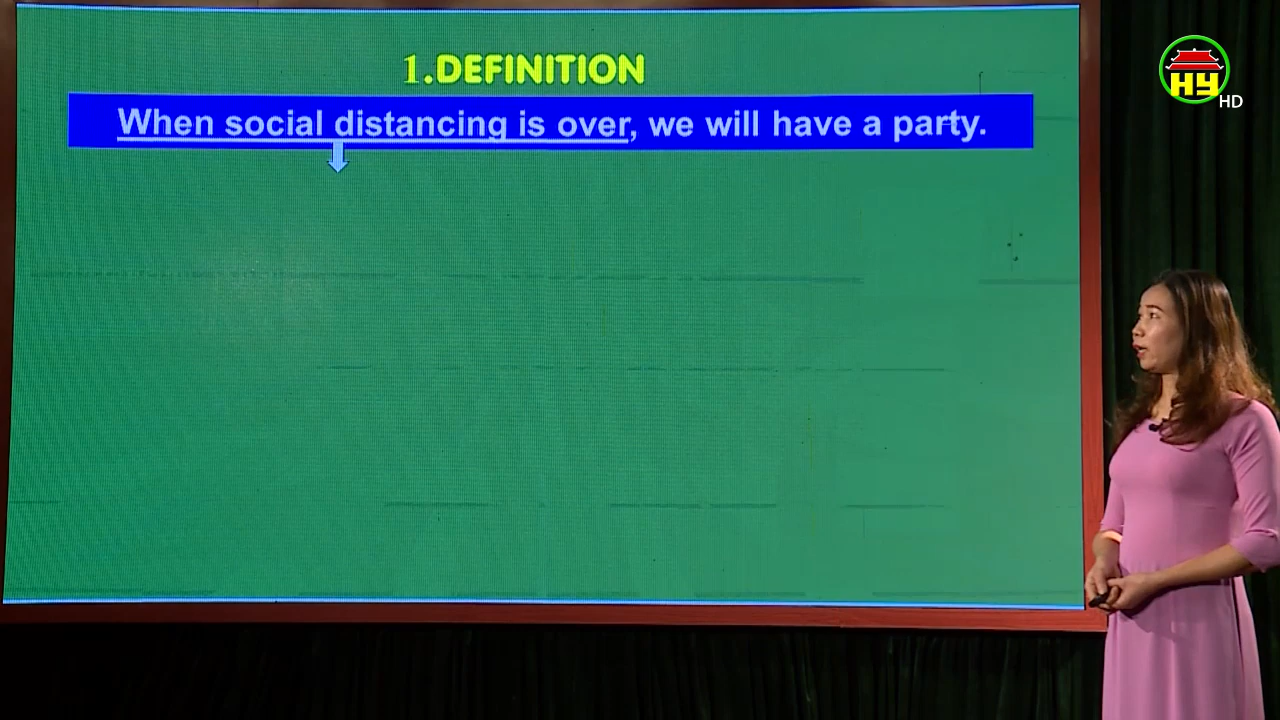 1.DEFINITION
When social distancing is over, we will have a party.
HY
HD